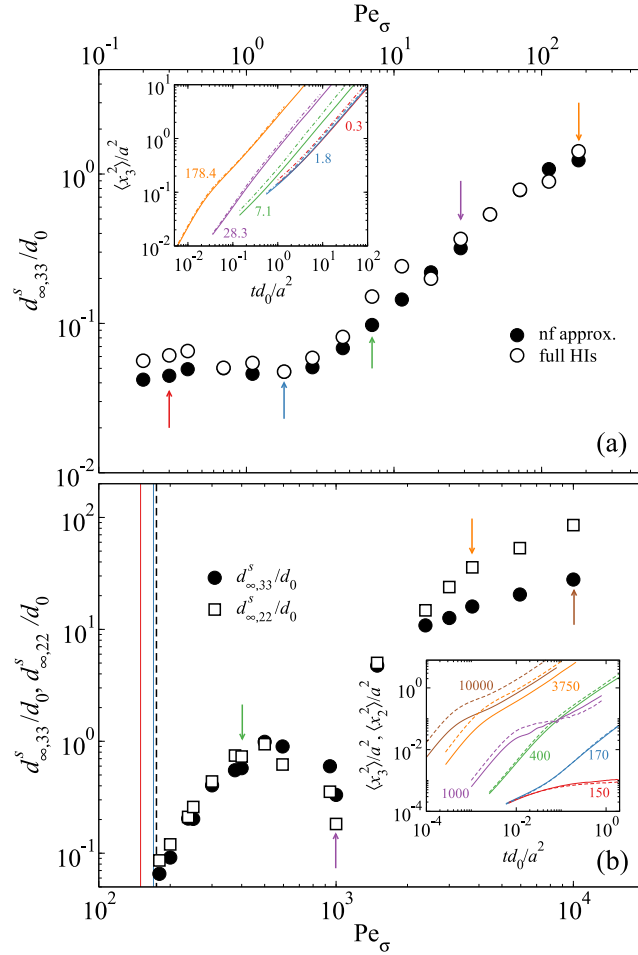 Pe_σ
10^-1 10^0 10^1 10^2
10^0
10^-1
10^-2
d^s_∞,33/d_0
10^1
10^0
10^-1
10^-2
⟨x_3^2⟩/a^2
178.4
28.3
7.1
1.8
0.3
10^-2 10^-1 10^0 10^1 10^2
td_0/a^2
nf approx.
full HIs
(a)
10^2
10^1
10^0
10^-1
d^s_∞,33/d_0, d^s_∞,22/d_0
d^s_∞,33/d_0
d^s_∞,22/d_0
10^0
10^-2
10^-4
⟨x_3^2⟩/a^2, ⟨x_2^2⟩/a^2
10000
3750
1000
400
170
150
10^-4 10^-2 10^0
td_0/a^2
(b)
10^2 10^3 10^4
Pe_σ